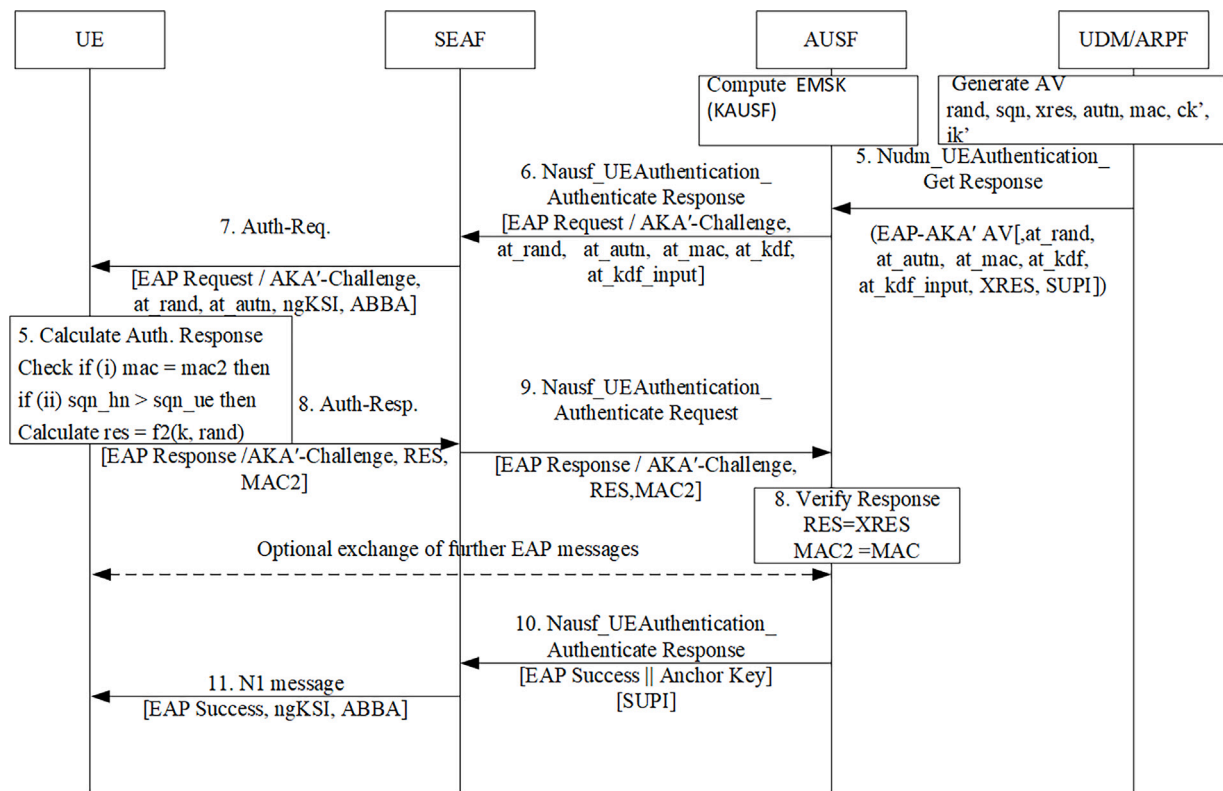 UE
SEAF
AUSF
UDM/ARPF
Compute EMSK
(KAUSF)
Generate AV
rand, sqn, xres, autn, mac, ck’,
ik’
5. Nudm_UEAuthentication_
Get Response
(EAP-AKA′ AV[,at_rand,
at_autn, at_mac, at_kdf,
at_kdf_input, XRES, SUPI])
6. Nausf_UEAuthentication_
Authenticate Response
[EAP Request / AKA′-Challenge,
at_rand, at_autn, at_mac, at_kdf,
at_kdf_input]
7. Auth-Req.
[EAP Request / AKA′-Challenge,
at_rand, at_autn, ngKSI, ABBA]
5. Calculate Auth. Response
Check if (i) mac = mac2 then
if (ii) sqn_hn > sqn_ue then
Calculate res = f2(k, rand)
8. Auth-Resp.
[EAP Response /AKA′-Challenge, RES,
MAC2]
9. Nausf_UEAuthentication_
Authenticate Request
[EAP Response / AKA′-Challenge,
RES,MAC2]
8. Verify Response
RES=XRES
MAC2 =MAC
Optional exchange of further EAP messages
10. Nausf_UEAuthentication_
Authenticate Response
[EAP Success || Anchor Key]
[SUPI]
11. N1 message
[EAP Success, ngKSI, ABBA]